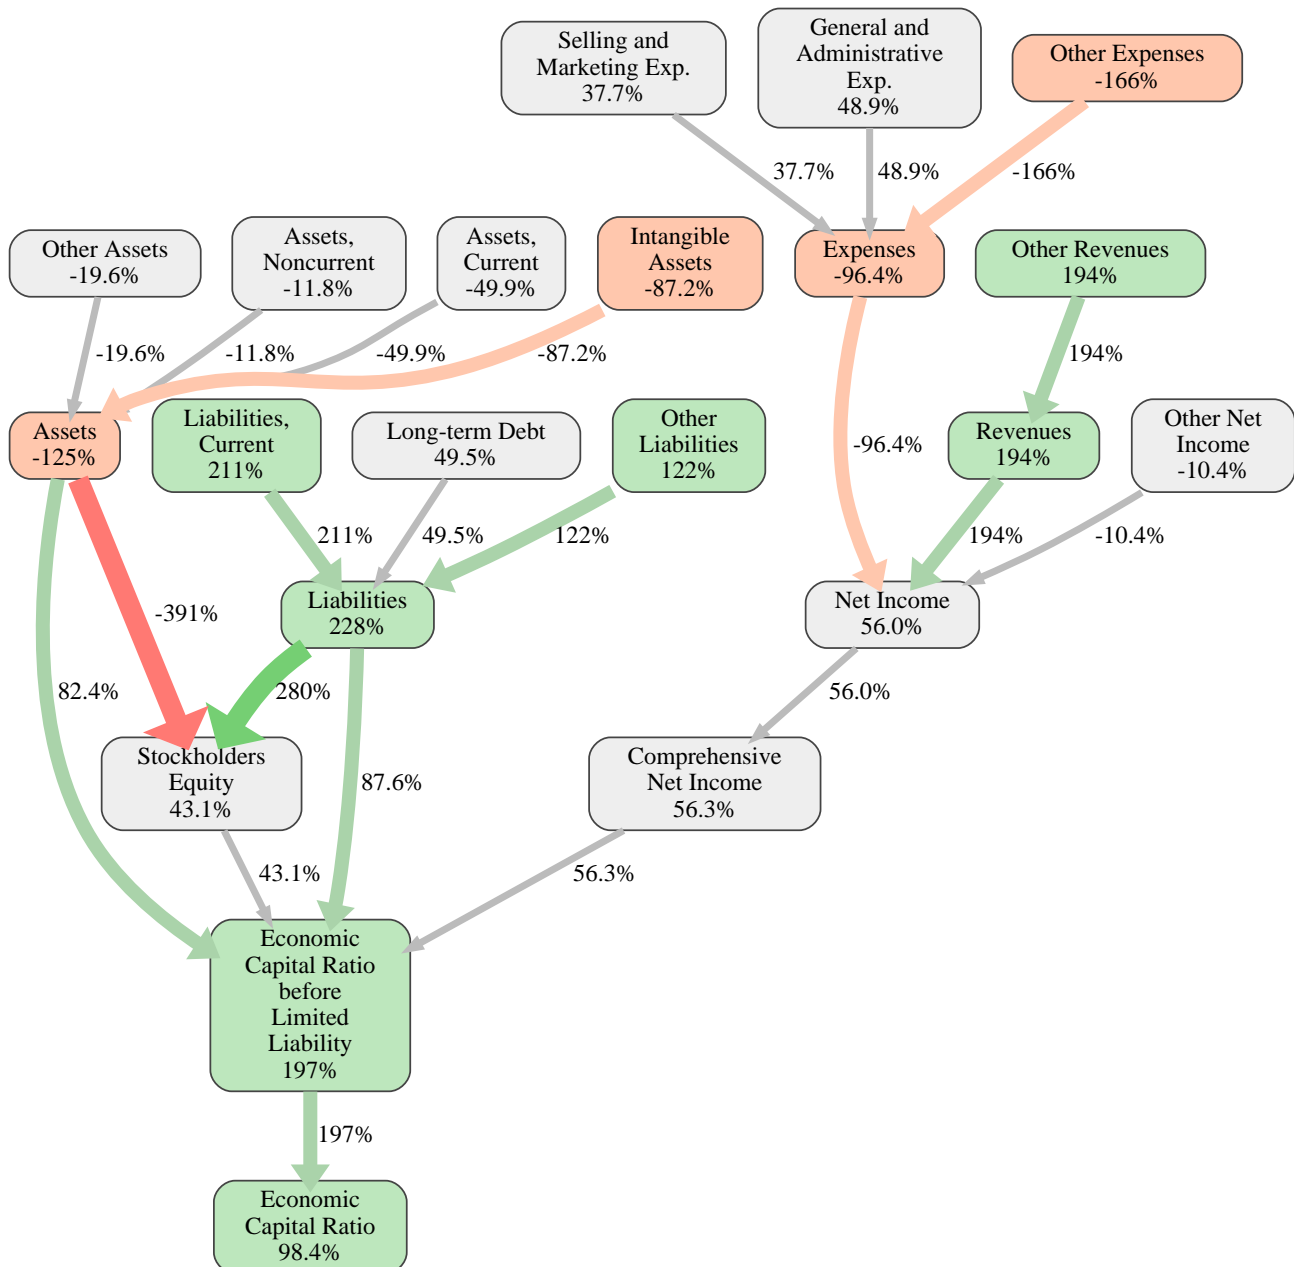 Selling and
Marketing Exp.
37.7%
General and
Administrative
Exp.
48.9%
Other Expenses
-166%
37.7%
48.9%
-166%
Other Assets
-19.6%
Assets,
Noncurrent
-11.8%
Assets,
Current
-49.9%
Intangible
Assets
-87.2%
Expenses
-96.4%
Other Revenues
194%
-19.6%
-11.8%
-49.9%
-87.2%
194%
Assets
-125%
Liabilities,
Current
211%
Long-term Debt
49.5%
Other
Liabilities
122%
-96.4%
Revenues
194%
Other Net
Income
-10.4%
211%
49.5%
122%
194%
-10.4%
Liabilities
228%
Net Income
56.0%
-391%
82.4%
280%
56.0%
Stockholders
Equity
43.1%
87.6%
Comprehensive
Net Income
56.3%
43.1%
56.3%
Economic
Capital Ratio
before
Limited
Liability
197%
197%
Economic
Capital Ratio
98.4%